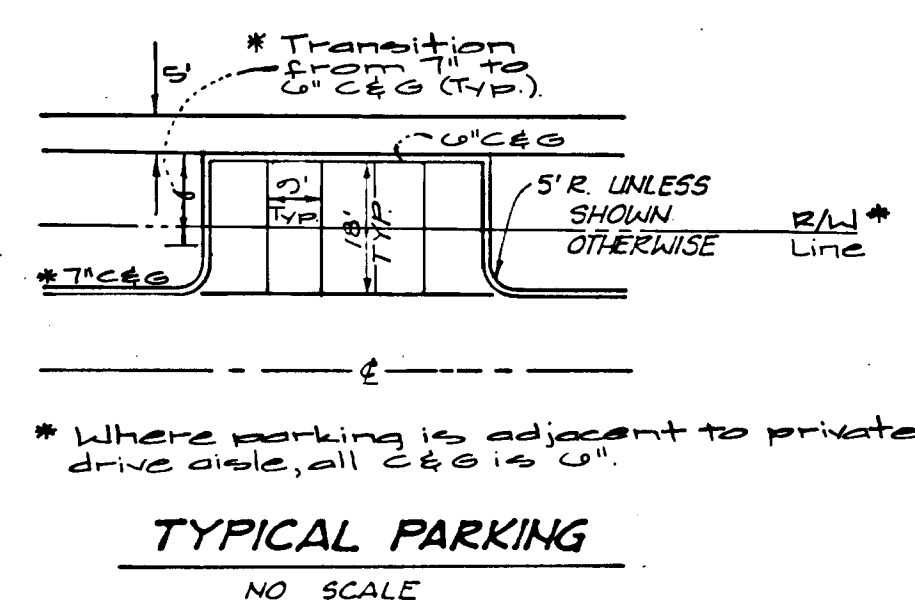 * Transition
from 7" to
6" C & G (Typ.).
5'
6" C & G
9'
Typ.
18'
TYP.
6'
5' R. UNLESS
SHOWN
OTHERWISE
R/W *
Line
* 7" C & G
℄
* Where parking is adjacent to private
drive aisle, all C & G is 6".
TYPICAL PARKING
NO SCALE